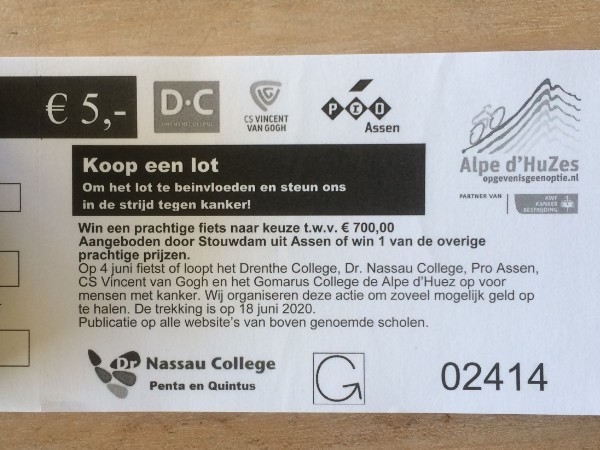 € 5,-
D·C
DRENTHE COLLEGE
CS VINCENT
VAN GOGH
PrO
Assen
Alpe d'HuZes
opgevenisgeenoptie.nl
PARTNER VAN
KWF
KANKER
BESTRIJDING
Koop een lot
Om het lot te beinvloeden en steun ons
in de strijd tegen kanker!
Win een prachtige fiets naar keuze t.w.v. € 700,00
Aangeboden door Stouwdam uit Assen of win 1 van de overige
prachtige prijzen.
Op 4 juni fietst of loopt het Drenthe College, Dr. Nassau College, Pro Assen,
CS Vincent van Gogh en het Gomarus College de Alpe d'Huez op voor
mensen met kanker. Wij organiseren deze actie om zoveel mogelijk geld op
te halen. De trekking is op 18 juni 2020.
Publicatie op alle website's van boven genoemde scholen.
Dr Nassau College
Penta en Quintus
G
02414